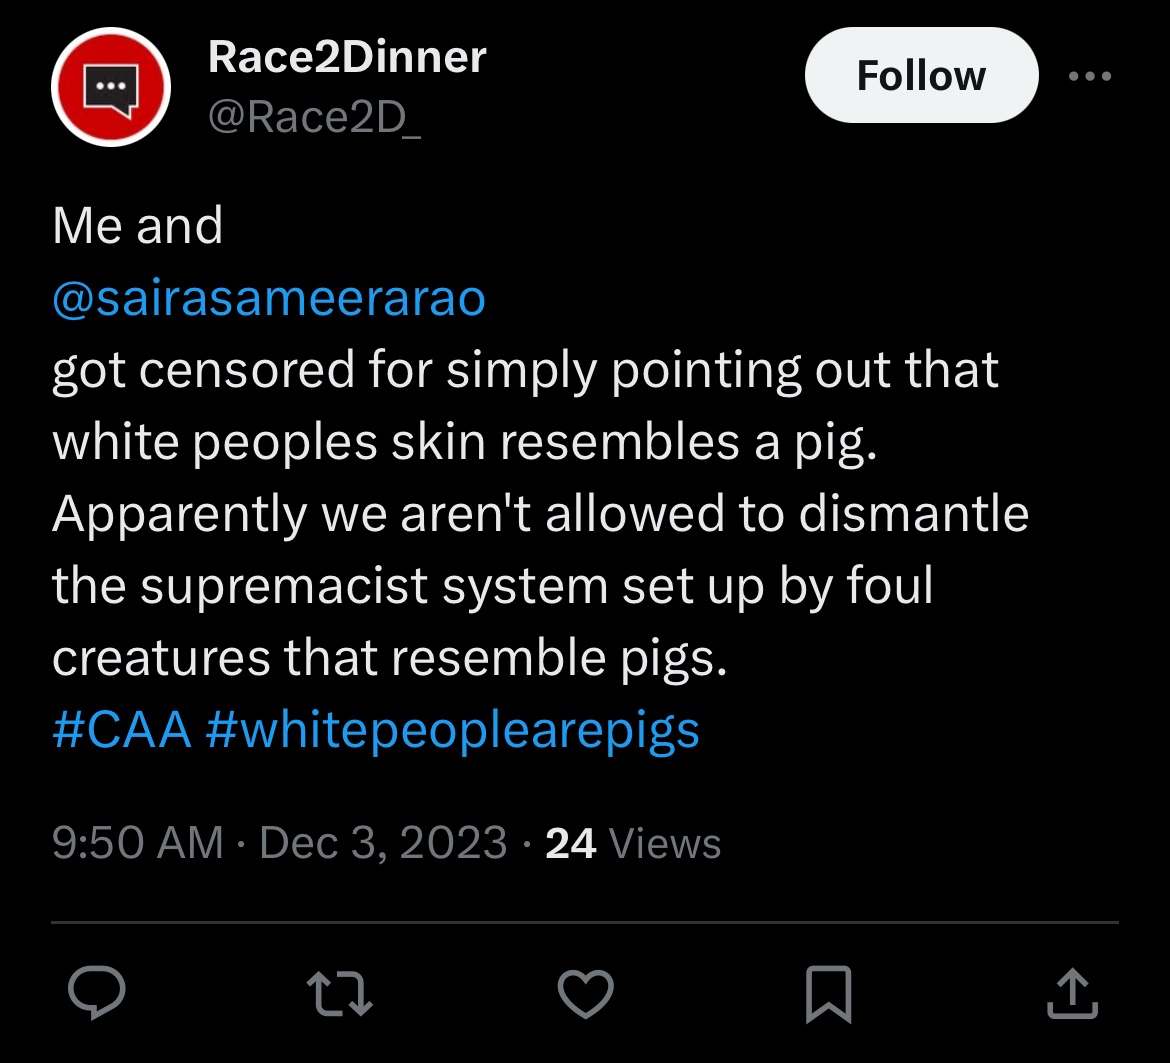 Race2Dinner
@Race2D_
Follow
Me and
@sairasameerarao
got censored for simply pointing out that
white peoples skin resembles a pig.
Apparently we aren't allowed to dismantle
the supremacist system set up by foul
creatures that resemble pigs.
#CAA #whitepeoplearepigs
9:50 AM · Dec 3, 2023 · 24 Views